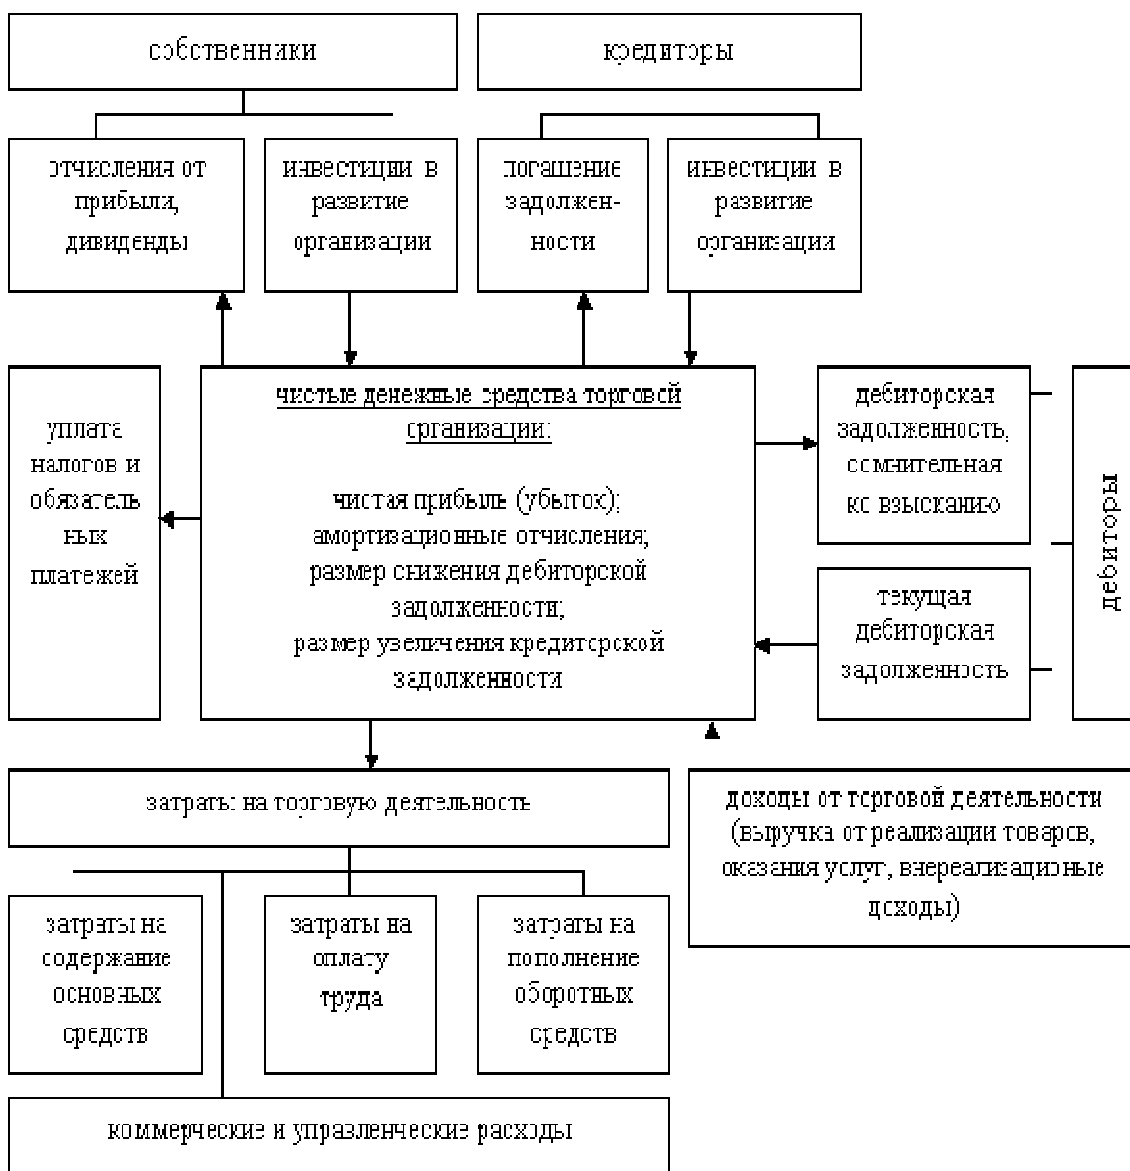 собственники
кредиторы
отчисления от
прибыли,
дивиденды
инвестиции в
развитие
организации
погашение
задолжен-
ности
инвестиции в
развитие
организации
уплата
налогов и
обязатель
ных
платежей
чистые денежные средства торговой
организации:
чистая прибыль (убыток);
амортизационные отчисления;
размер снижения дебиторской
задолженности;
размер увеличения кредиторской
задолженности
дебиторская
задолженность,
сомнительная
ко взысканию
текущая
дебиторская
задолженность
дебиторы
затраты на торговую деятельность
доходы от торговой деятельности
(выручка от реализации товаров,
оказания услуг, внереализационные
доходы)
затраты на
содержание
основных
средств
затраты на
оплату
труда
затраты на
пополнение
оборотных
средств
коммерческие и управленческие расходы